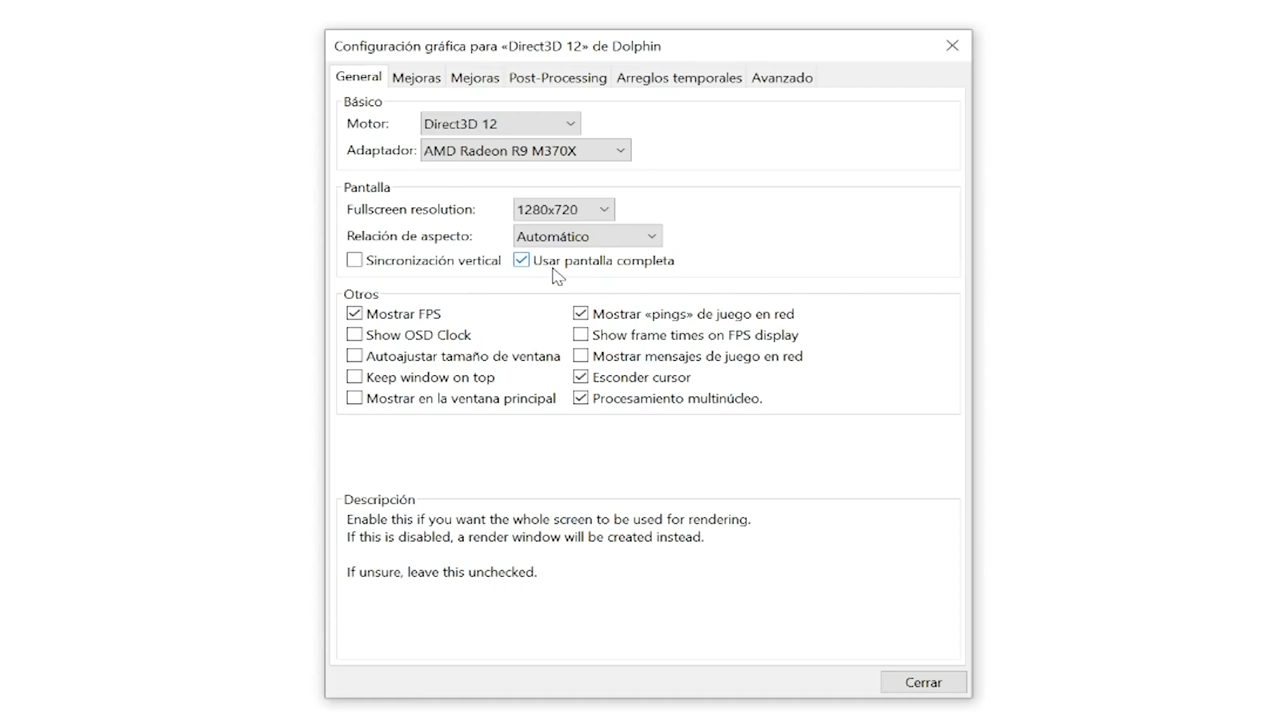 Configuración gráfica para «Direct3D 12» de Dolphin
General Mejoras Mejoras Post-Processing Arreglos temporales Avanzado
Básico
Motor: Direct3D 12
Adaptador: AMD Radeon R9 M370X
Pantalla
Fullscreen resolution: 1280x720
Relación de aspecto: Automático
Sincronización vertical Usar pantalla completa
Otros
Mostrar FPS Mostrar «pings» de juego en red
Show OSD Clock Show frame times on FPS display
Autoajustar tamaño de ventana Mostrar mensajes de juego en red
Keep window on top Esconder cursor
Mostrar en la ventana principal Procesamiento multinúcleo.
Descripción
Enable this if you want the whole screen to be used for rendering.
If this is disabled, a render window will be created instead.
If unsure, leave this unchecked.
Cerrar